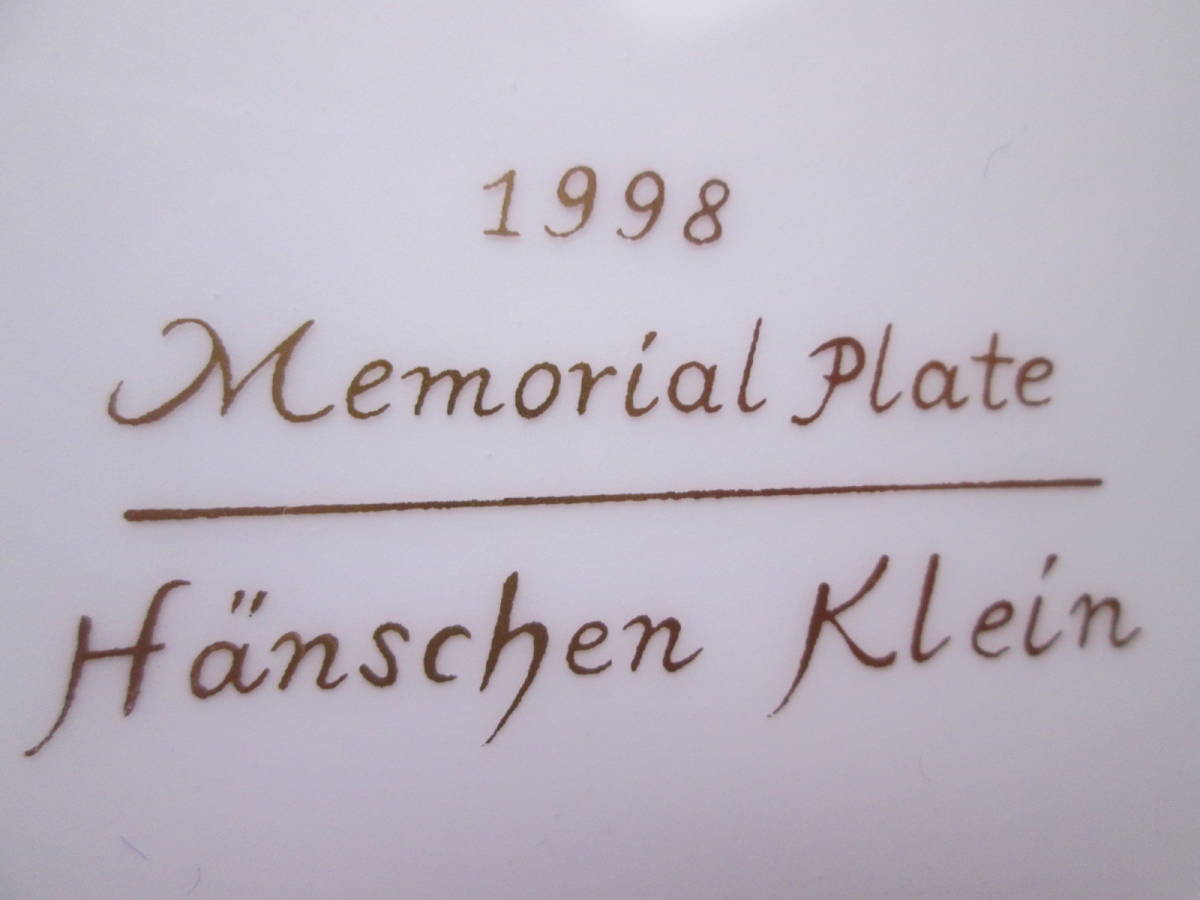 1998
Memorial Plate
Hänschen Klein